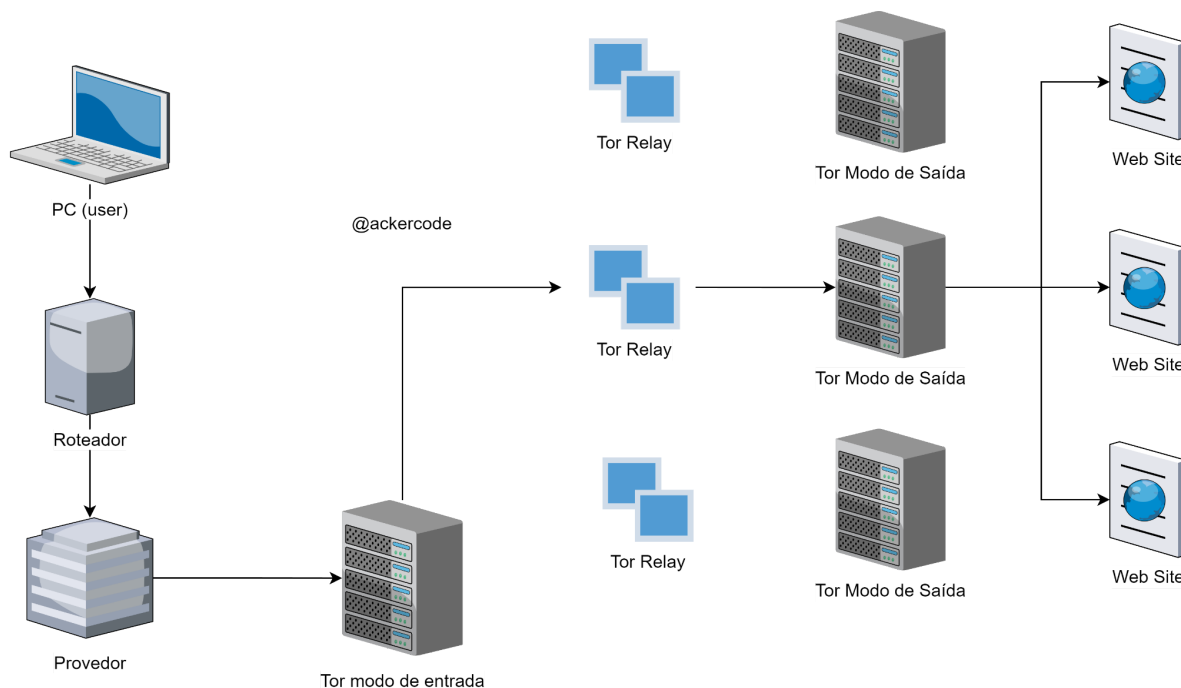 PC (user)
Roteador
Provedor
Tor modo de entrada
@ackercode
Tor Relay
Tor Relay
Tor Relay
Tor Modo de Saída
Tor Modo de Saída
Tor Modo de Saída
Web Site
Web Site
Web Site